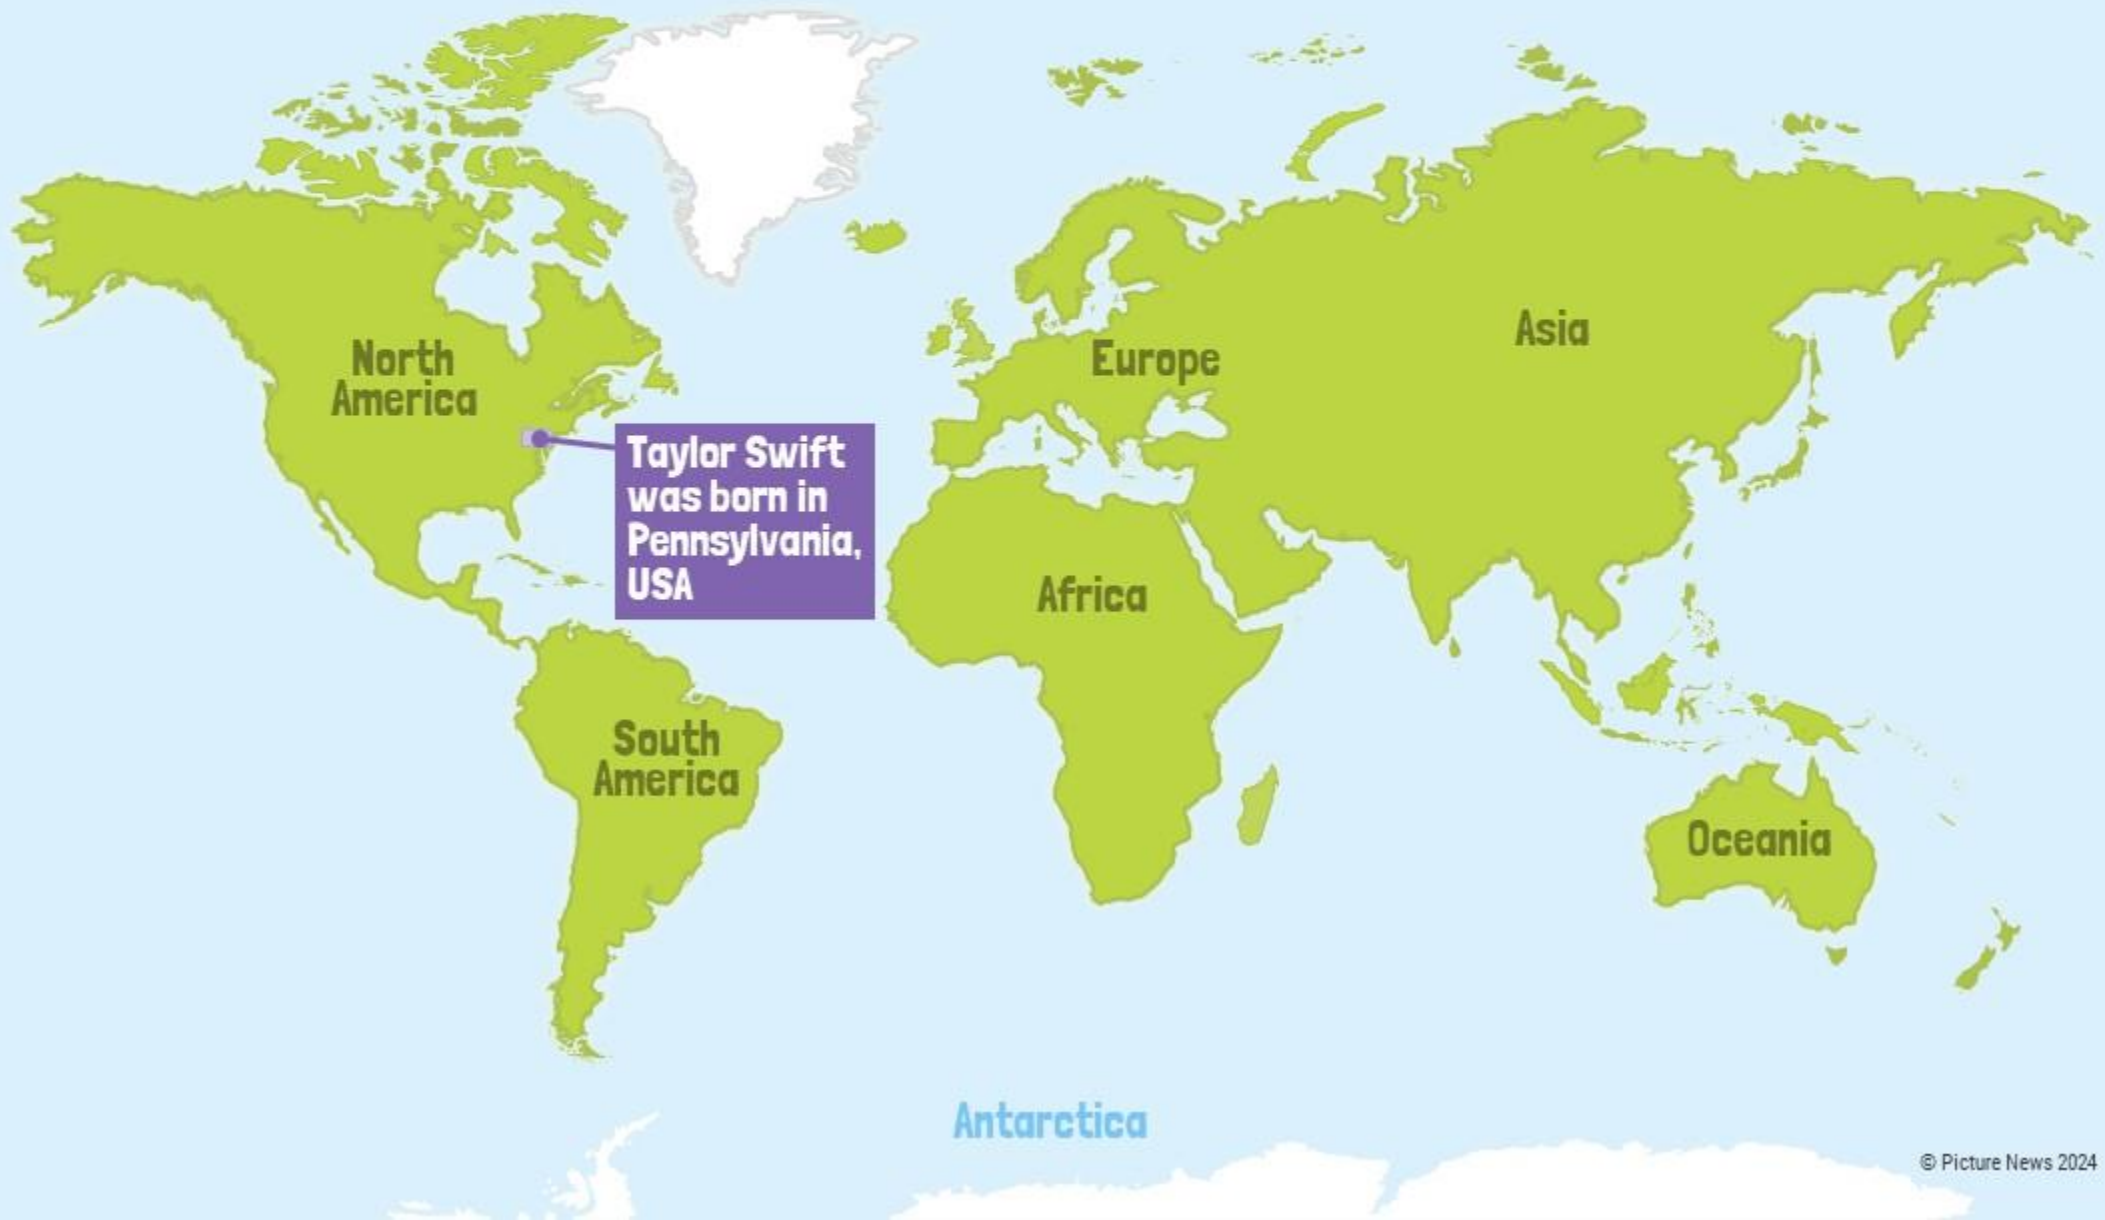 North
America
Europe
Asia
Taylor Swift
was born in
Pennsylvania,
USA
Africa
South
America
Oceania
Antarctica
© Picture News 2024